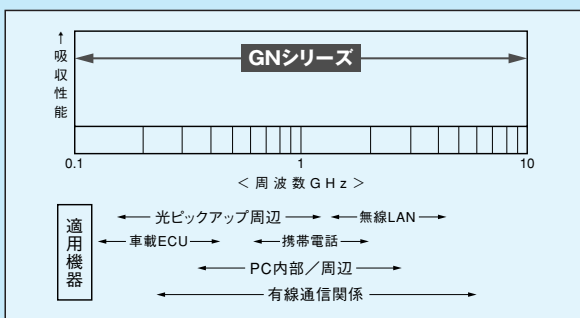 ↑吸収性能
GNシリーズ
0.1 1 10
＜周波数GHz＞
適用機器
光ピックアップ周辺 無線LAN
車載ECU 携帯電話
PC内部／周辺
有線通信関係